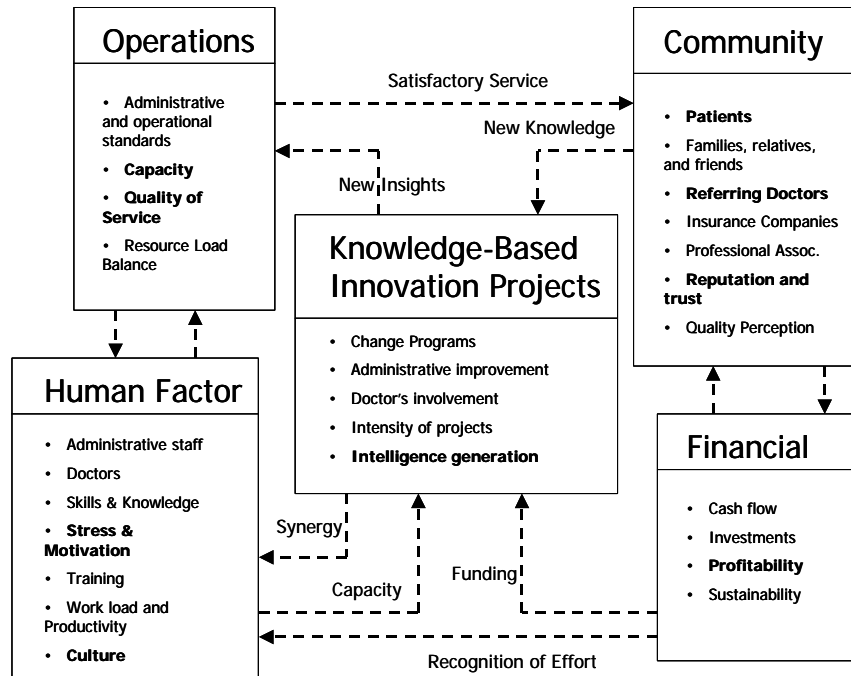 Operations
• Administrative
and operational
standards
• Capacity
• Quality of
Service
• Resource Load
Balance
Satisfactory Service
New Knowledge
New Insights
Community
• Patients
• Families, relatives,
and friends
• Referring Doctors
• Insurance Companies
• Professional Assoc.
• Reputation and
trust
• Quality Perception
Knowledge-Based
Innovation Projects
• Change Programs
• Administrative improvement
• Doctor's involvement
• Intensity of projects
• Intelligence generation
Human Factor
• Administrative staff
• Doctors
• Skills & Knowledge
• Stress &
Motivation
• Training
• Work load and
Productivity
• Culture
Synergy
Capacity
Funding
Recognition of Effort
Financial
• Cash flow
• Investments
• Profitability
• Sustainability